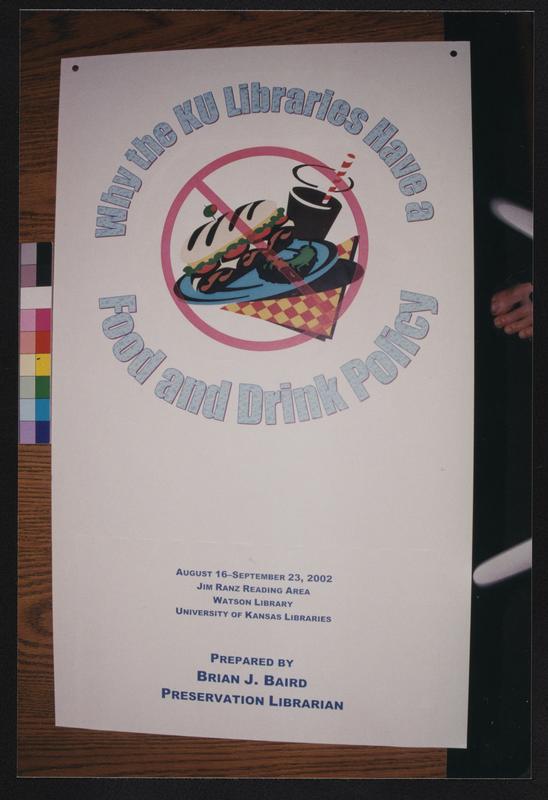 Why the KU Libraries Have a
Food and Drink Policy
AUGUST 16–SEPTEMBER 23, 2002
JIM RANZ READING AREA
WATSON LIBRARY
UNIVERSITY OF KANSAS LIBRARIES
PREPARED BY
BRIAN J. BAIRD
PRESERVATION LIBRARIAN